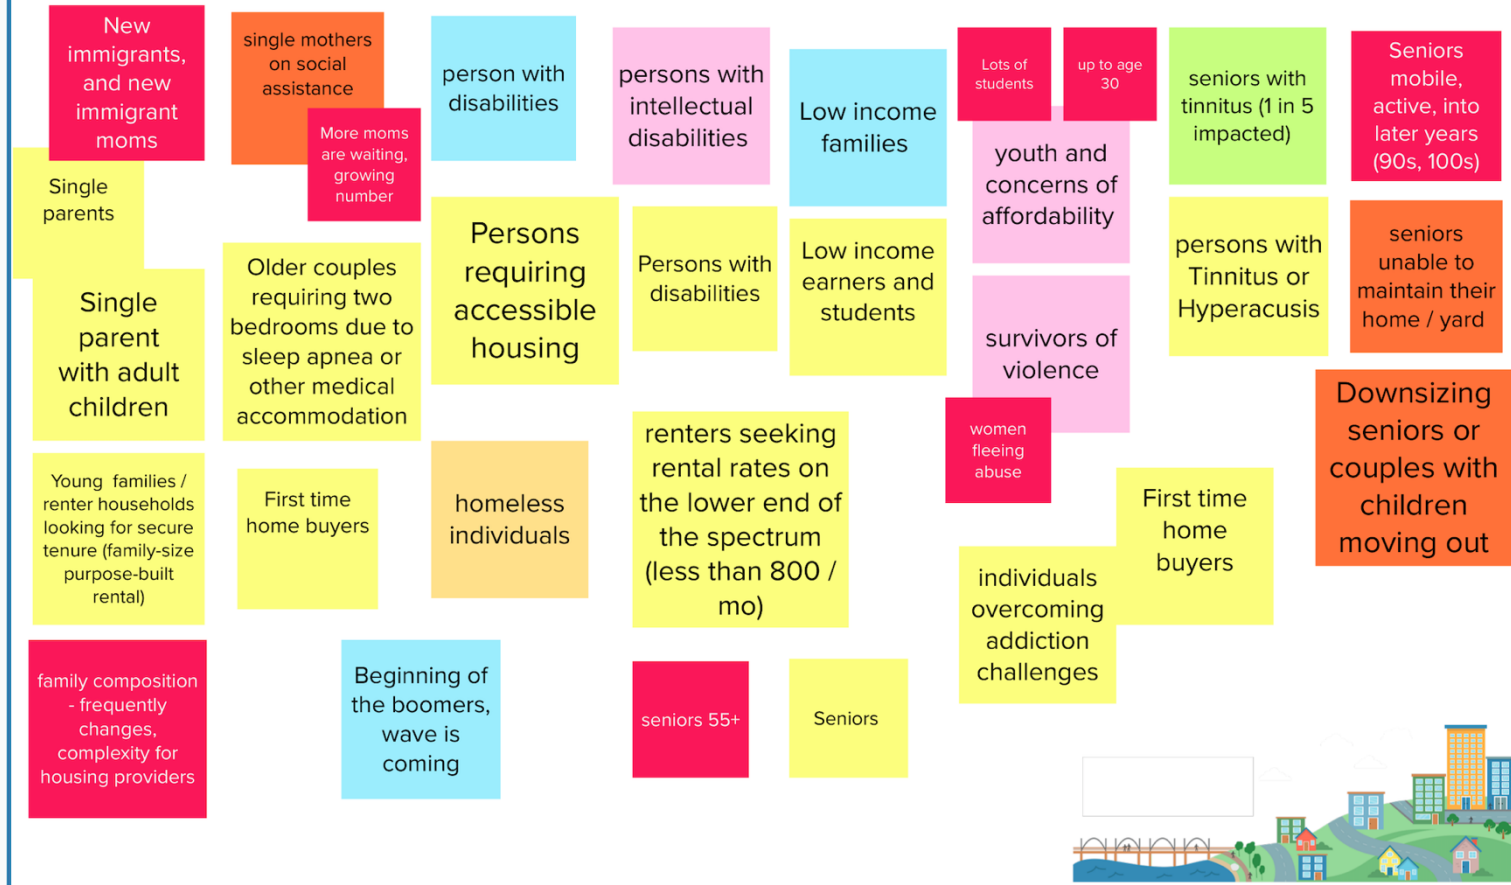 New
immigrants,
and new
immigrant
moms
single mothers
on social
assistance
More moms
are waiting,
growing
number
person with
disabilities
persons with
intellectual
disabilities
Low income
families
Lots of
students
up to age
30
youth and
concerns of
affordability
seniors with
tinnitus (1 in 5
impacted)
Seniors
mobile,
active, into
later years
(90s, 100s)
Single
parents
Single
parent
with adult
children
Older couples
requiring two
bedrooms due to
sleep apnea or
other medical
accommodation
Persons
requiring
accessible
housing
Persons with
disabilities
Low income
earners and
students
survivors of
violence
women
fleeing
abuse
persons with
Tinnitus or
Hyperacusis
seniors
unable to
maintain their
home / yard
Downsizing
seniors or
couples with
children
moving out
Young families /
renter households
looking for secure
tenure (family-size
purpose-built
rental)
First time
home buyers
homeless
individuals
renters seeking
rental rates on
the lower end of
the spectrum
(less than 800 /
mo)
individuals
overcoming
addiction
challenges
First time
home
buyers
family composition
- frequently
changes,
complexity for
housing providers
Beginning of
the boomers,
wave is
coming
seniors 55+
Seniors